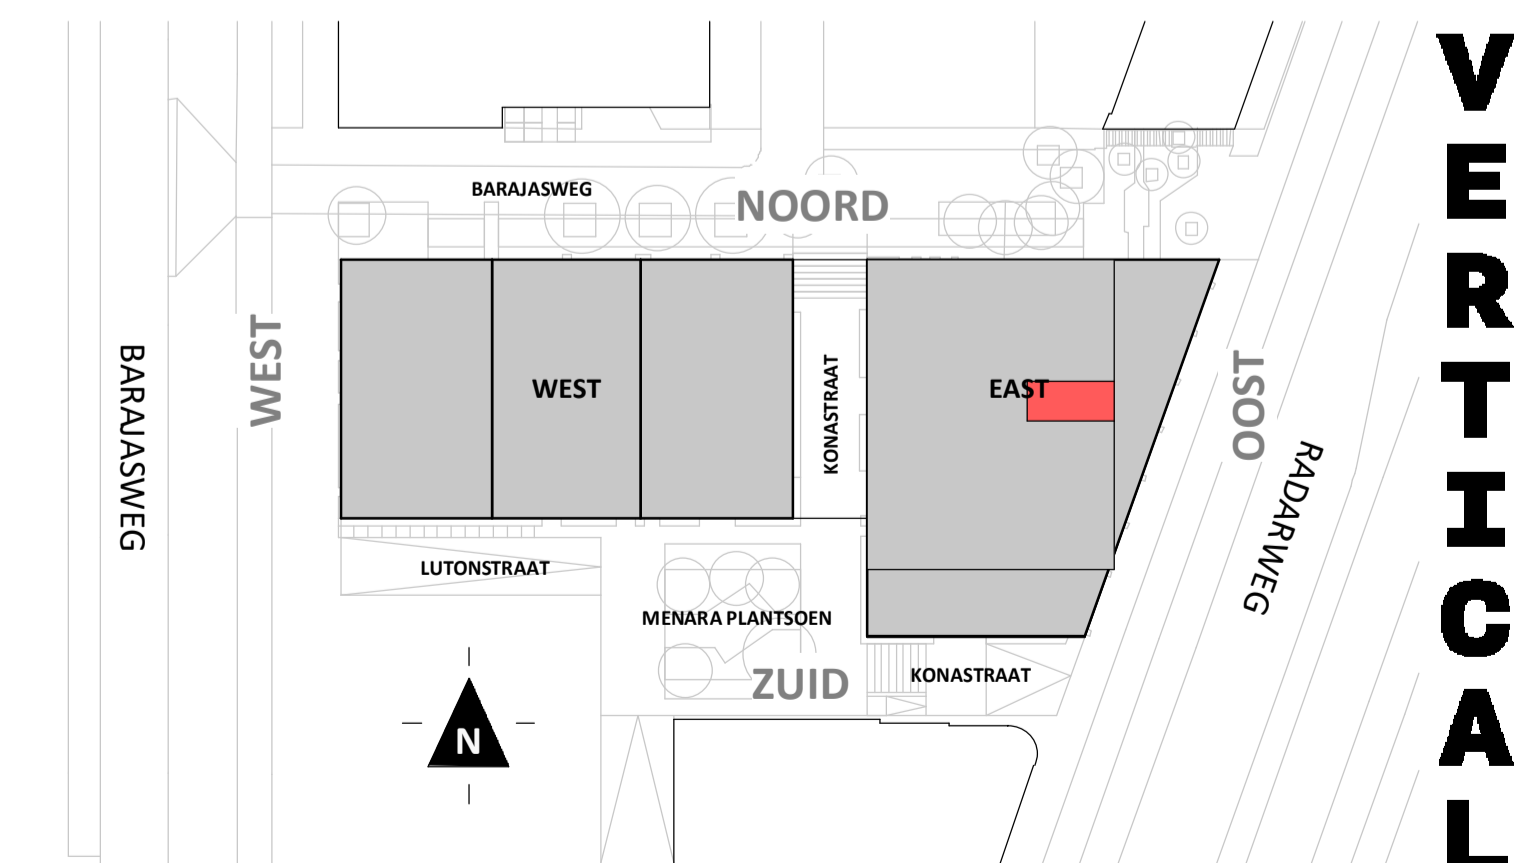 BARAJASWEG
NOORD
WEST
BARAJASWEG
WEST
KONASTRAAT
EAST
OOST
RADARWEG
LUTONSTRAAT
MENARA PLANTSOEN
ZUID
KONASTRAAT
N
VERTICAL